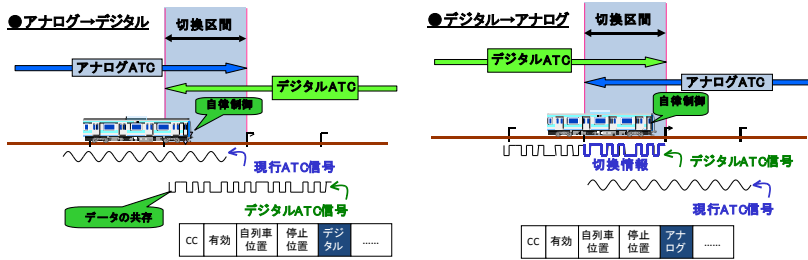 ●アナログ→デジタル
切換区間
アナログATC
デジタルATC
自律制御
現行ATC信号
デジタルATC信号
データの共存
CC
有効
自列車
位置
停止
位置
デジ
タル
......
●デジタル→アナログ
切換区間
デジタルATC
アナログATC
自律制御
切換情報
デジタルATC信号
現行ATC信号
CC
有効
自列車
位置
停止
位置
アナ
ログ
......